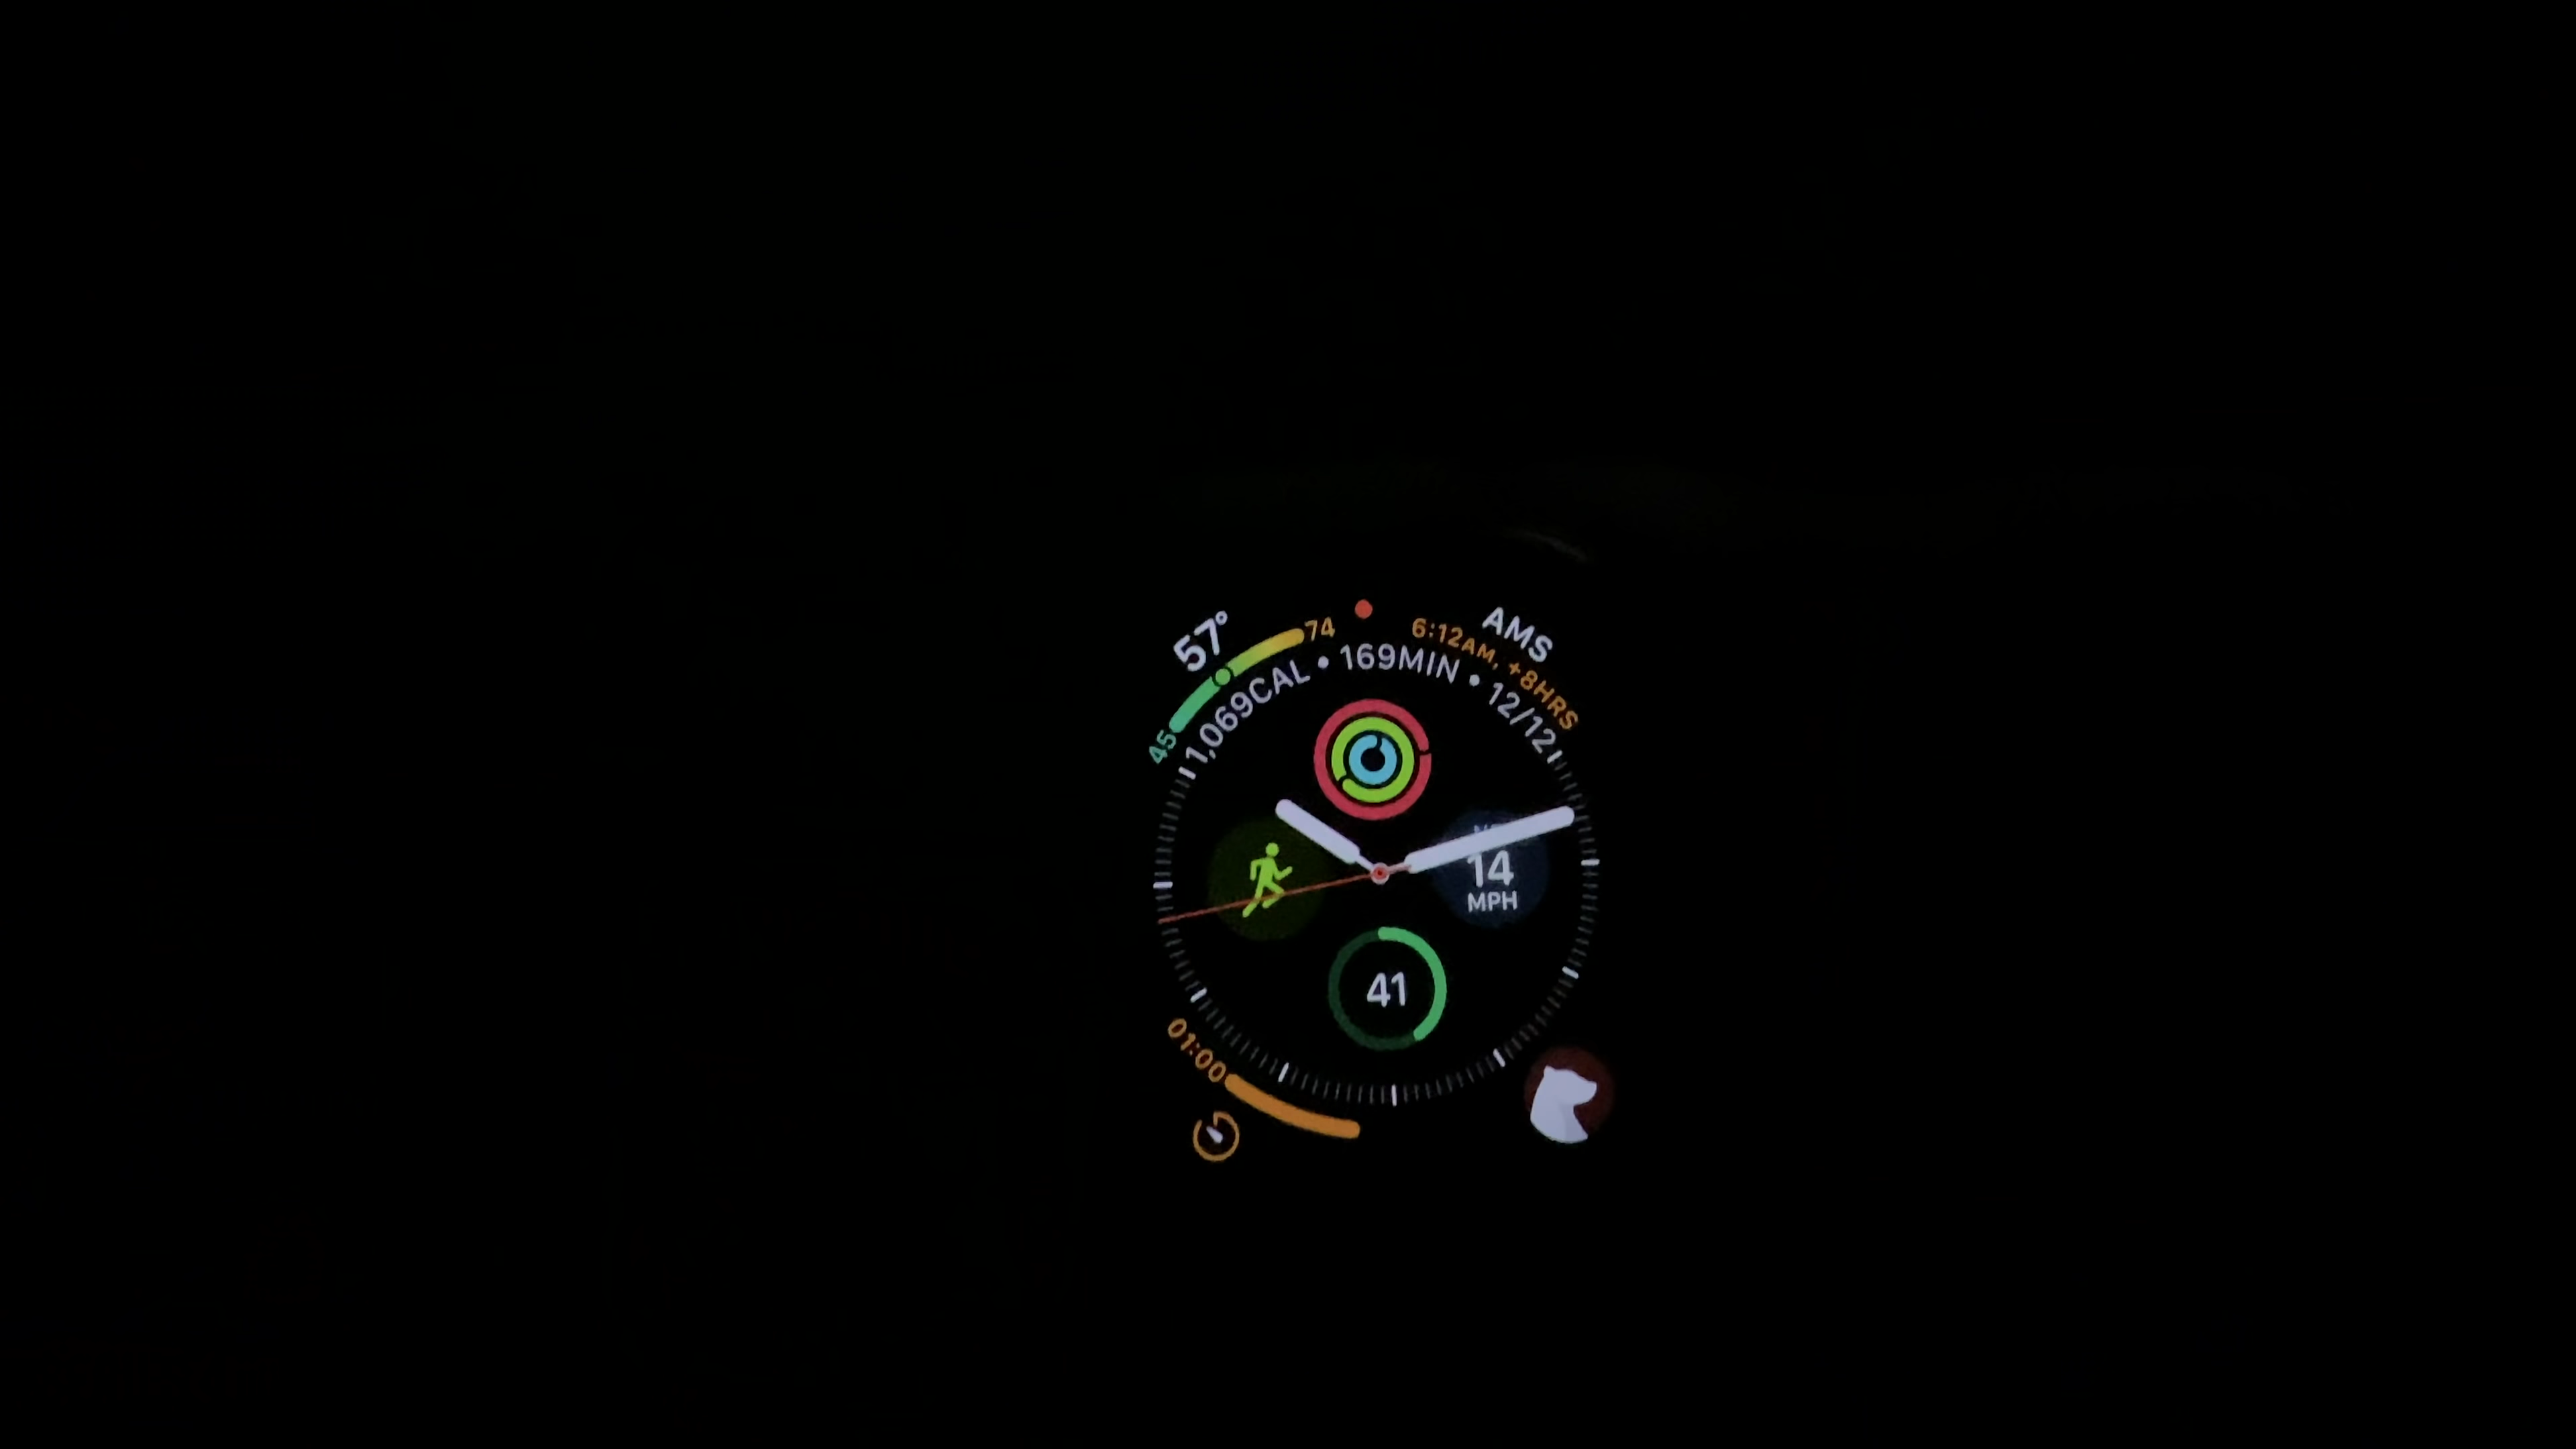 57°
45
74
AMS
6:12AM, +8HRS
1,069CAL • 169MIN • 12/12
14
MPH
41
01:00